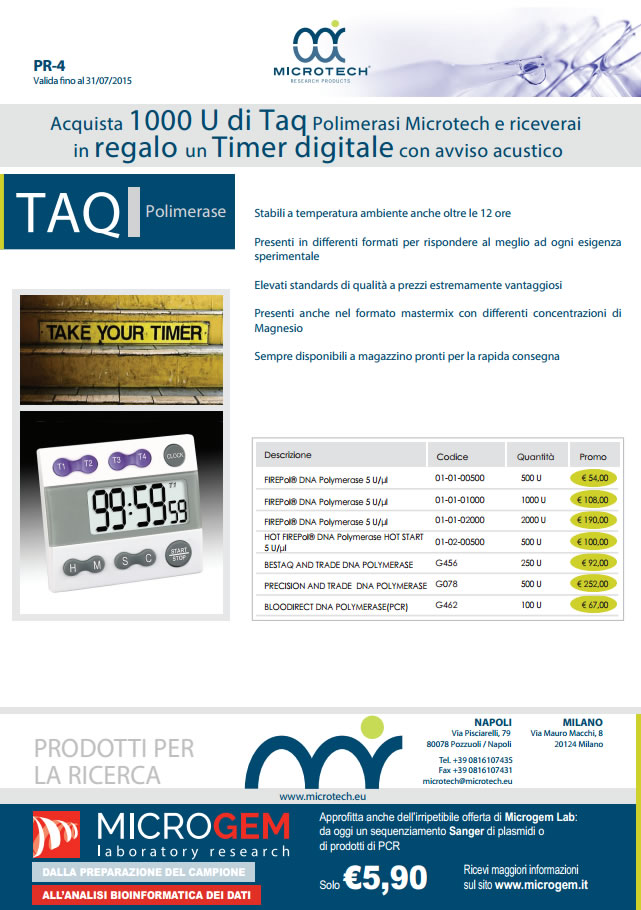 PR-4
Valida fino al 31/07/2015
MICROTECH®
RESEARCH PRODUCTS
Acquista 1000 U di Taq Polimerasi Microtech e riceverai
in regalo un Timer digitale con avviso acustico
TAQ Polimerase
Stabili a temperatura ambiente anche oltre le 12 ore
Presenti in differenti formati per rispondere al meglio ad ogni esigenza
sperimentale
Elevati standards di qualità a prezzi estremamente vantaggiosi
Presenti anche nel formato mastermix con differenti concentrazioni di
Magnesio
Sempre disponibili a magazzino pronti per la rapida consegna
TAKE YOUR TIMER
T1 T2 T3 T4 CLOCK
T1
99:59 59
H M S C START/STOP
Descrizione Codice Quantità Promo
FIREPol® DNA Polymerase 5 U/µl 01-01-00500 500 U € 54,00
FIREPol® DNA Polymerase 5 U/µl 01-01-01000 1000 U € 108,00
FIREPol® DNA Polymerase 5 U/µl 01-01-02000 2000 U € 190,00
HOT FIREPol® DNA Polymerase HOT START
5 U/µl 01-02-00500 500 U € 100,00
BESTAQ AND TRADE DNA POLYMERASE G456 250 U € 92,00
PRECISION AND TRADE DNA POLYMERASE G078 500 U € 252,00
BLOODIRECT DNA POLYMERASE(PCR) G462 100 U € 67,00
PRODOTTI PER
LA RICERCA
www.microtech.eu
NAPOLI
Via Pisciarelli, 79
80078 Pozzuoli / Napoli
Tel. +39 0816107435
Fax +39 0816107431
microtech@microtech.eu
MILANO
Via Mauro Macchi, 8
20124 Milano
MICROGEM
laboratory research
DALLA PREPARAZIONE DEL CAMPIONE
ALL'ANALISI BIOINFORMATICA DEI DATI
Approfitta anche dell'irripetibile offerta di Microgem Lab:
da oggi un sequenziamento Sanger di plasmidi o
di prodotti di PCR
Solo €5,90
Ricevi maggiori informazioni
sul sito www.microgem.it